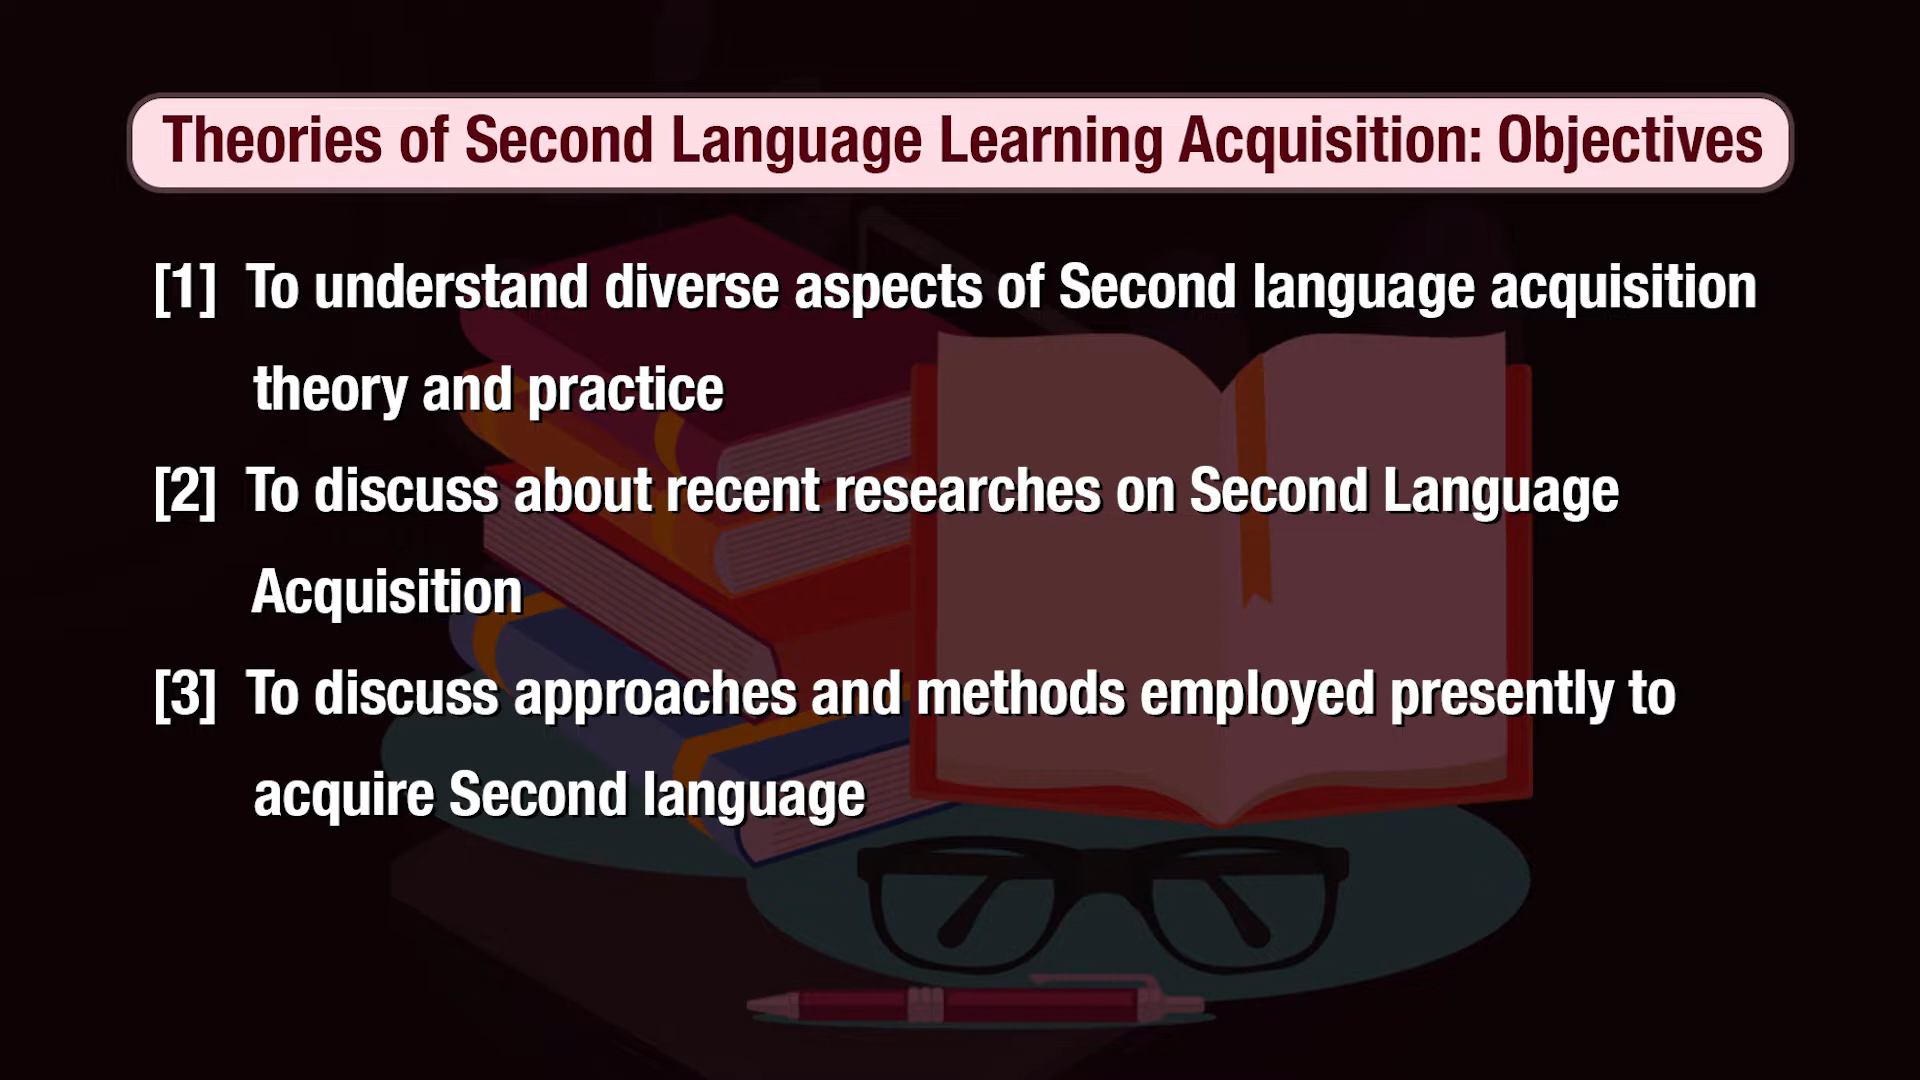 Theories of Second Language Learning Acquisition: Objectives
[1] To understand diverse aspects of Second language acquisition
theory and practice
[2] To discuss about recent researches on Second Language
Acquisition
[3] To discuss approaches and methods employed presently to
acquire Second language